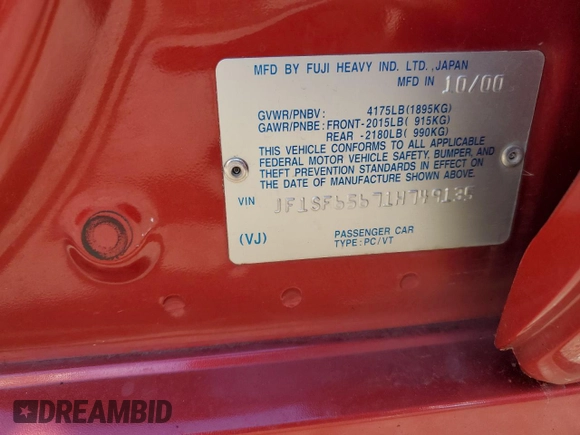 MFD BY FUJI HEAVY IND. LTD.,JAPAN
MFD IN 10/00
GVWR/PNBV : 4175LB(1895KG)
GAWR/PNBE : FRONT-2015LB( 915KG)
REAR -2180LB( 990KG)
THIS VEHICLE CONFORMS TO ALL APPLICABLE
FEDERAL MOTOR VEHICLE SAFETY, BUMPER, AND
THEFT PREVENTION STANDARDS IN EFFECT ON
THE DATE OF MANUFACTURE SHOWN ABOVE.
VIN JF1SF65671H749135
(VJ) PASSENGER CAR
TYPE:PC/VT
DREAMBID